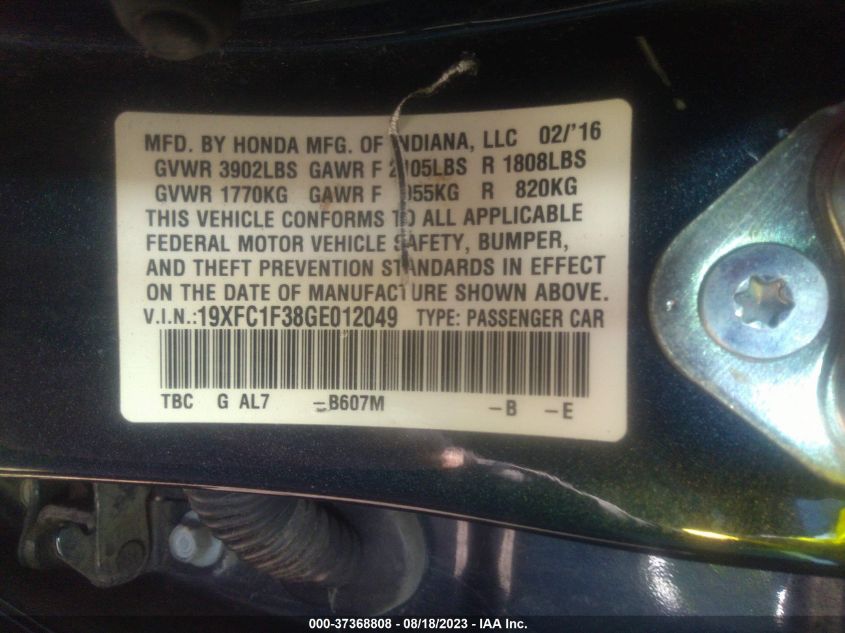 MFD. BY HONDA MFG. OF INDIANA, LLC 02/'16
GVWR 3902LBS GAWR F LBS R 1808LBS
GVWR 1770KG GAWR F KG R 820KG
THIS VEHICLE CONFORMS TO ALL APPLICABLE
FEDERAL MOTOR VEHICLE SAFETY, BUMPER,
AND THEFT PREVENTION STANDARDS IN EFFECT
ON THE DATE OF MANUFACTURE SHOWN ABOVE.
V.I.N.:19XFC1F38GE012049 TYPE: PASSENGER CAR
TBC G AL7 –B607M –B –E
000-37368808 - 08/18/2023 - IAA Inc.